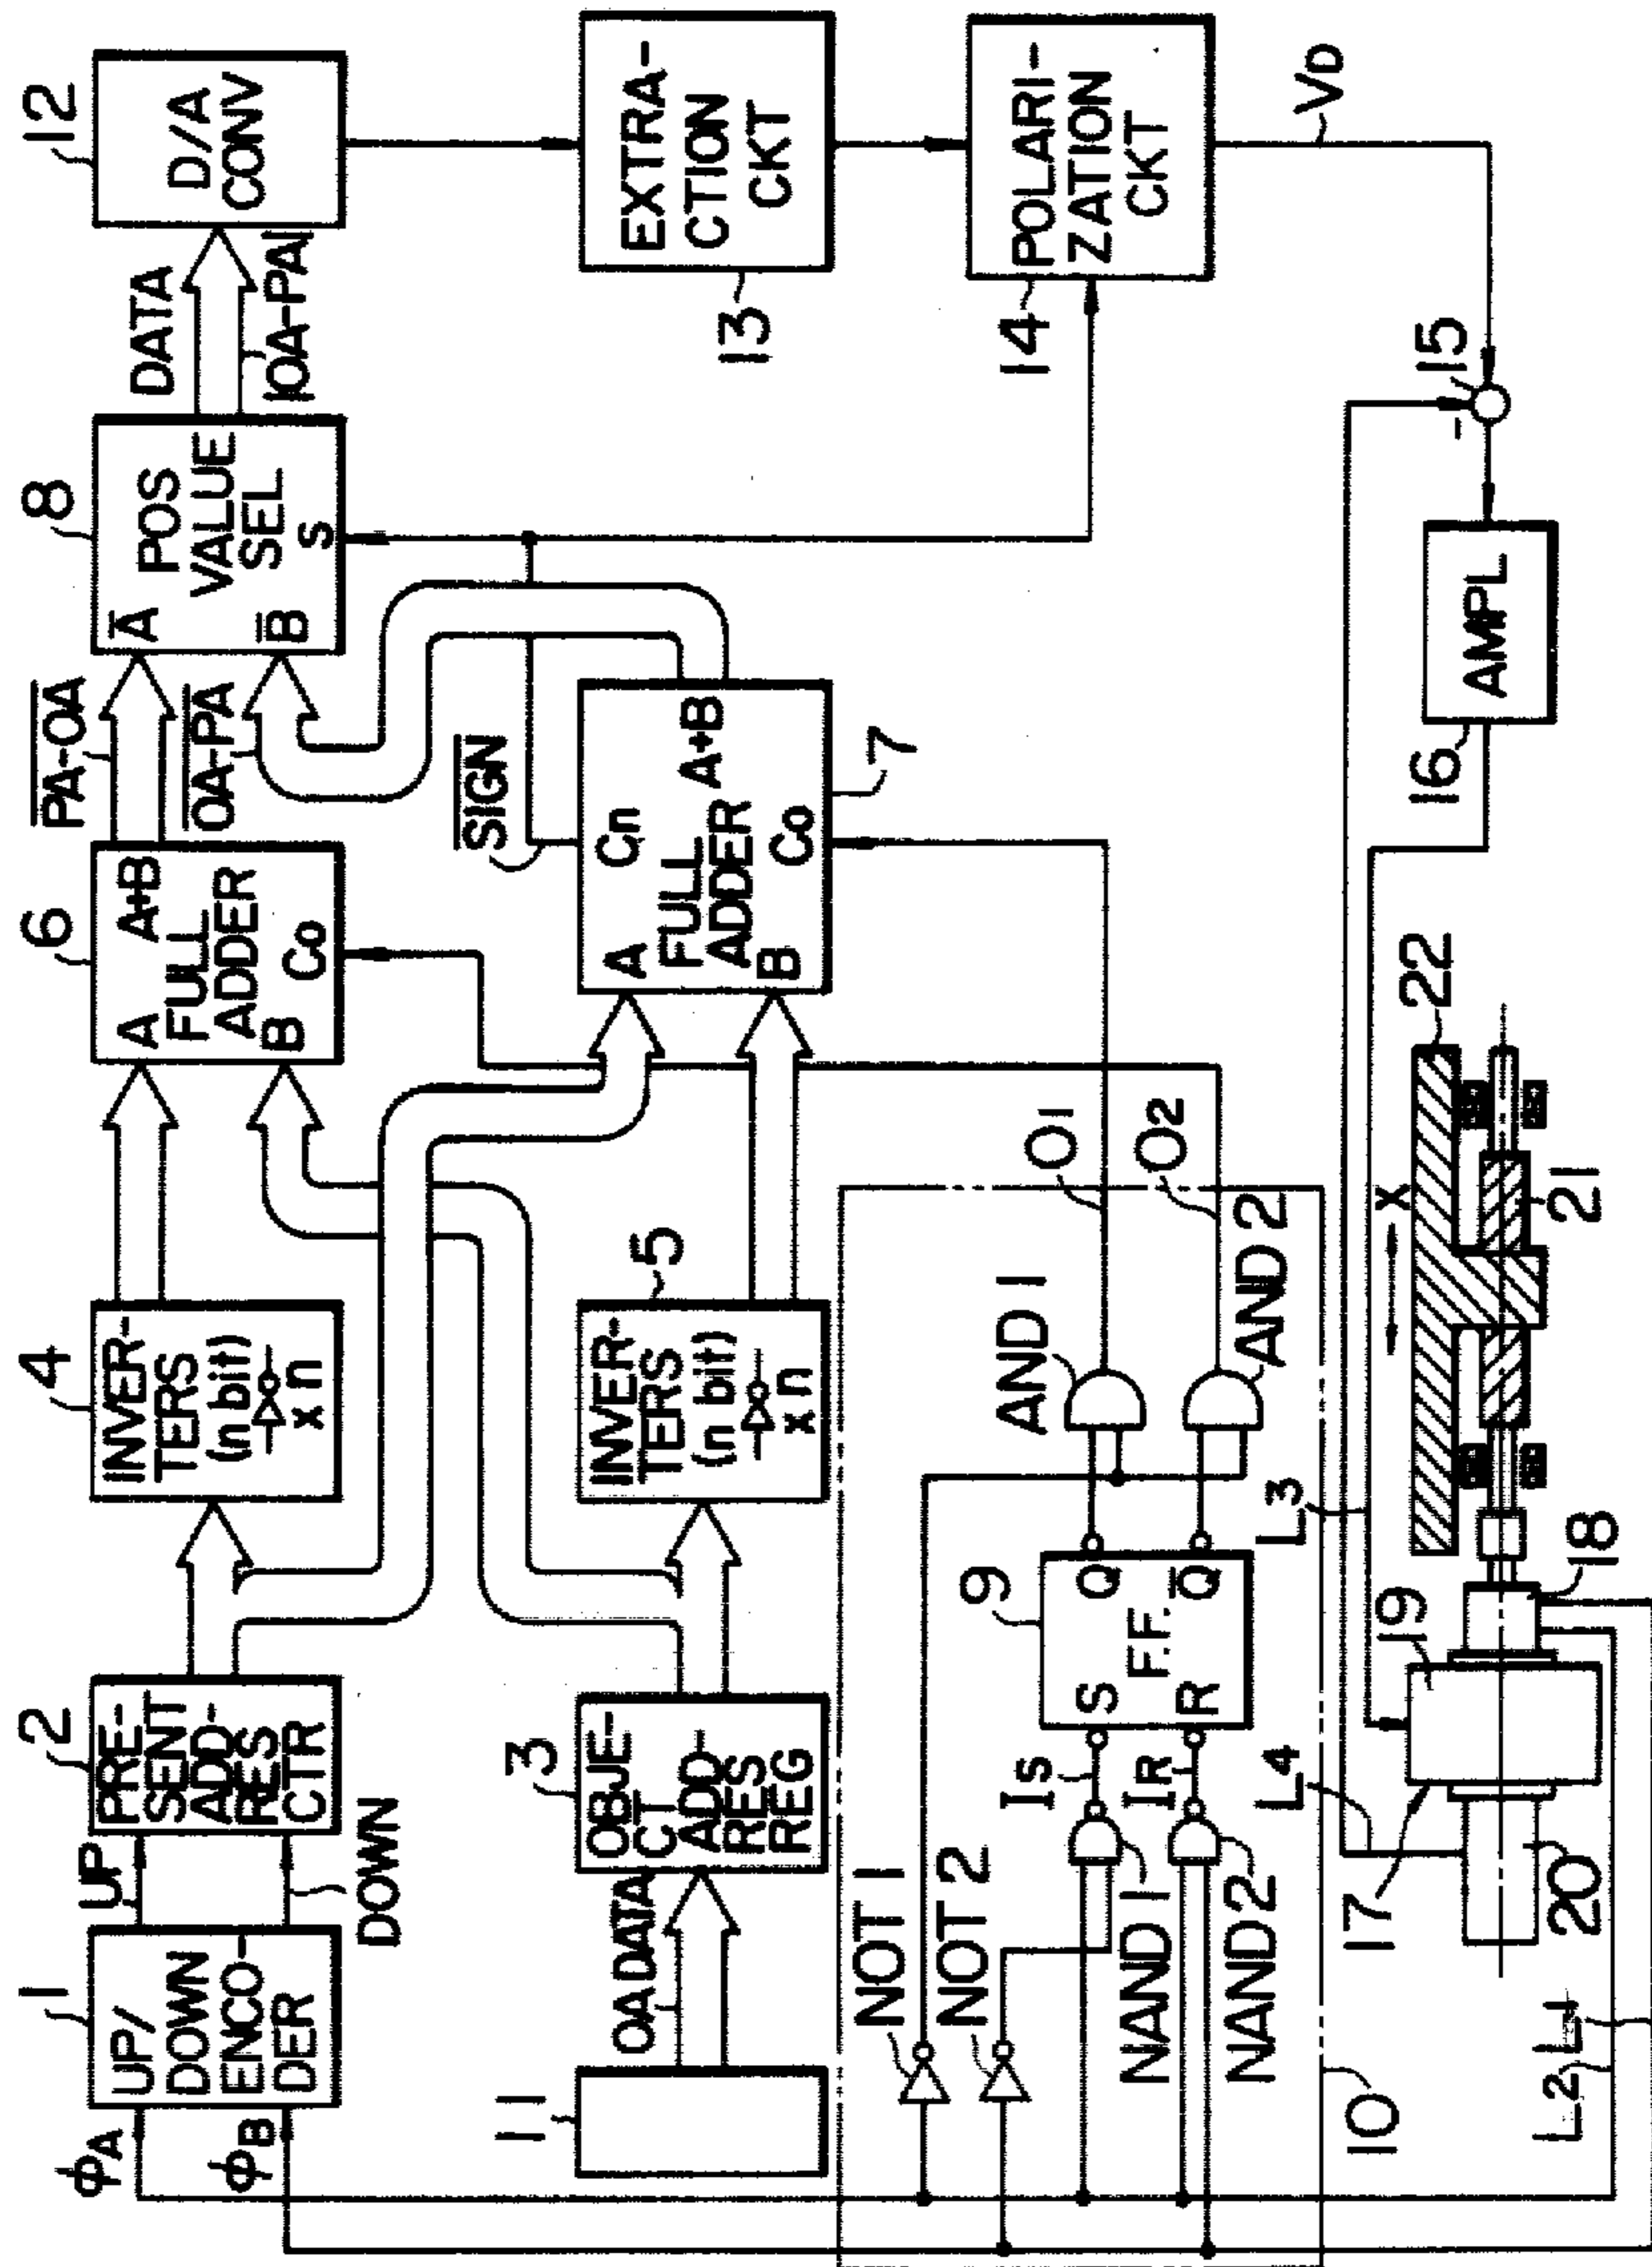 1
UP/
DOWN
ENCO-
DER
ϕA
ϕB
UP
DOWN
2
PRE-
SENT
ADD-
RES
CTR
4
INVER-
TERS
(n bit)
x n
6
A A+B
FULL
ADDER
B Co
PA-OA
OA-PA
8
A
POS
VALUE
SEL
B S
DATA
|OA-PA|
12
D/A
CONV
11
OA DATA
3
OBJE-
CT
ADD-
RES
REG
5
INVER-
TERS
(n bit)
x n
SIGN
A Cn
FULL
ADDER
A+B
B Co
7
EXTRA-
CTION
CKT
13
POLARI-
ZATION
CKT
14
VD
NOT 1
NOT 2
NAND 1
NAND 2
IS
IR
9
S Q
F.F.
R Q
AND 1
AND 2
O1
O2
10
15
-
AMPL
16
L3
L4
L1
L2
17
19
18
20
X
21
22